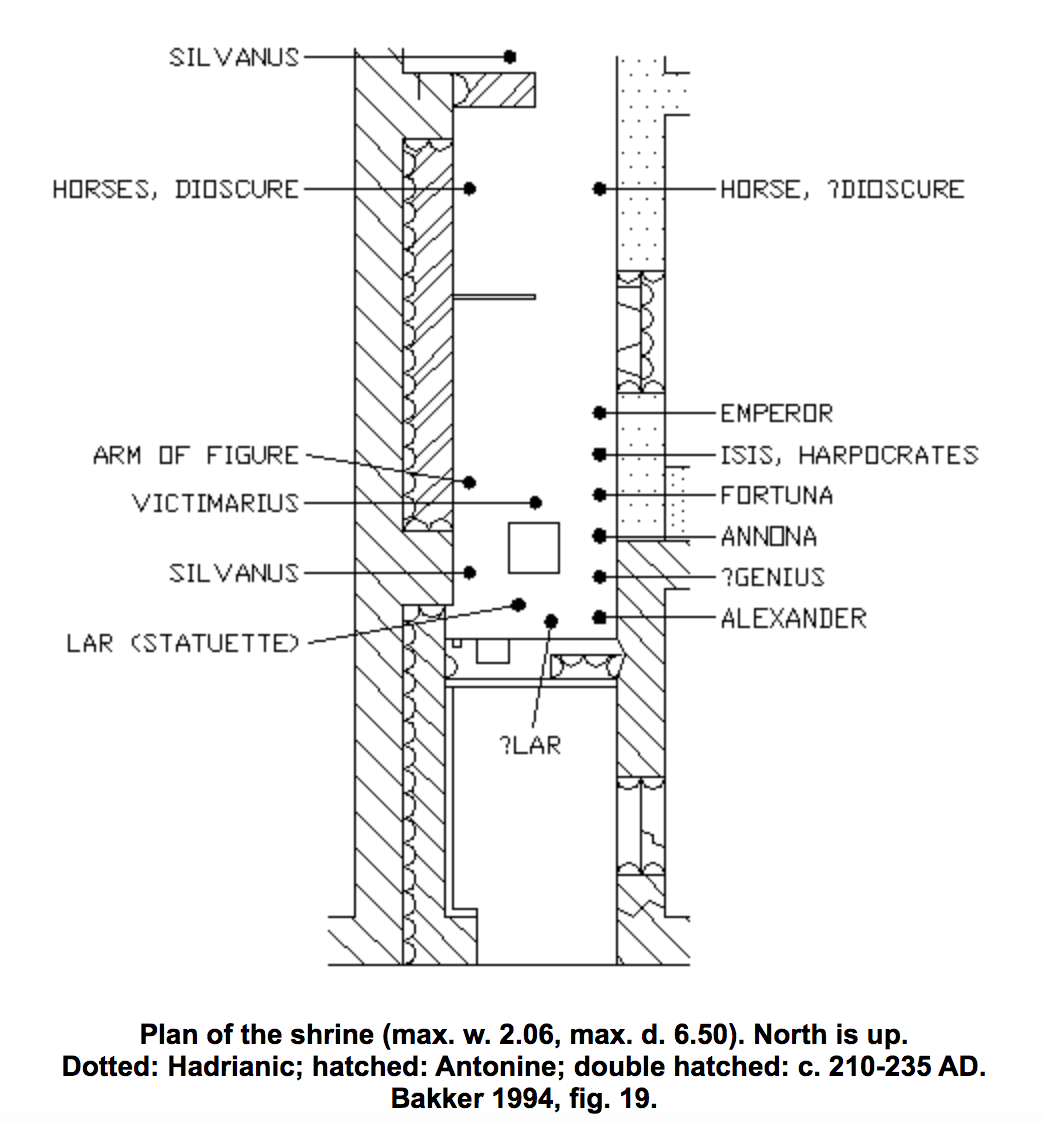 SILVANUS
HORSES, DIOSCURE
HORSE, ?DIOSCURE
EMPEROR
ARM OF FIGURE
ISIS, HARPOCRATES
VICTIMARIUS
FORTUNA
ANNONA
SILVANUS
?GENIUS
LAR (STATUETTE)
ALEXANDER
?LAR
Plan of the shrine (max. w. 2.06, max. d. 6.50). North is up.
Dotted: Hadrianic; hatched: Antonine; double hatched: c. 210-235 AD.
Bakker 1994, fig. 19.